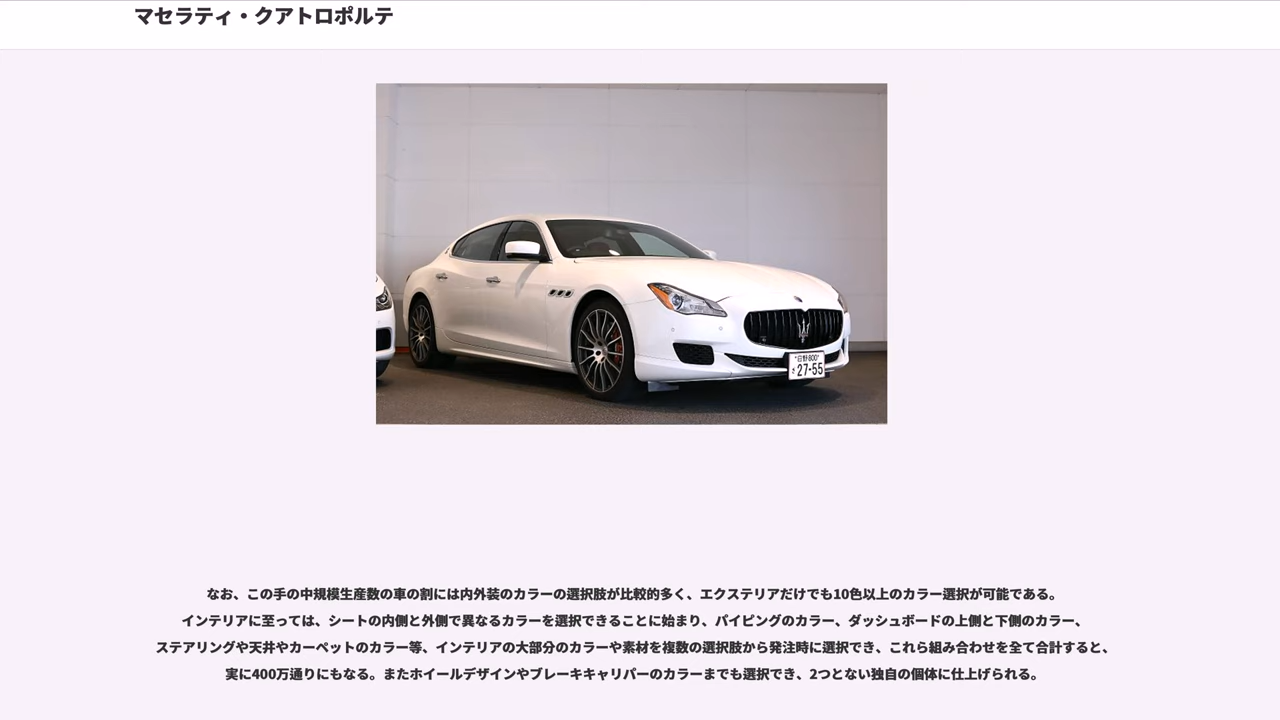 マセラティ・クアトロポルテ
27-55
なお、この手の中規模生産数の車の割には内外装のカラーの選択肢が比較的多く、エクステリアだけでも10色以上のカラー選択が可能である。
インテリアに至っては、シートの内側と外側で異なるカラーを選択できることに始まり、パイピングのカラー、ダッシュボードの上側と下側のカラー、
ステアリングや天井やカーペットのカラー等、インテリアの大部分のカラーや素材を複数の選択肢から発注時に選択でき、これら組み合わせを全て合計すると、
実に400万通りにもなる。またホイールデザインやブレーキキャリパーのカラーまでも選択でき、2つとない独自の個体に仕上げられる。